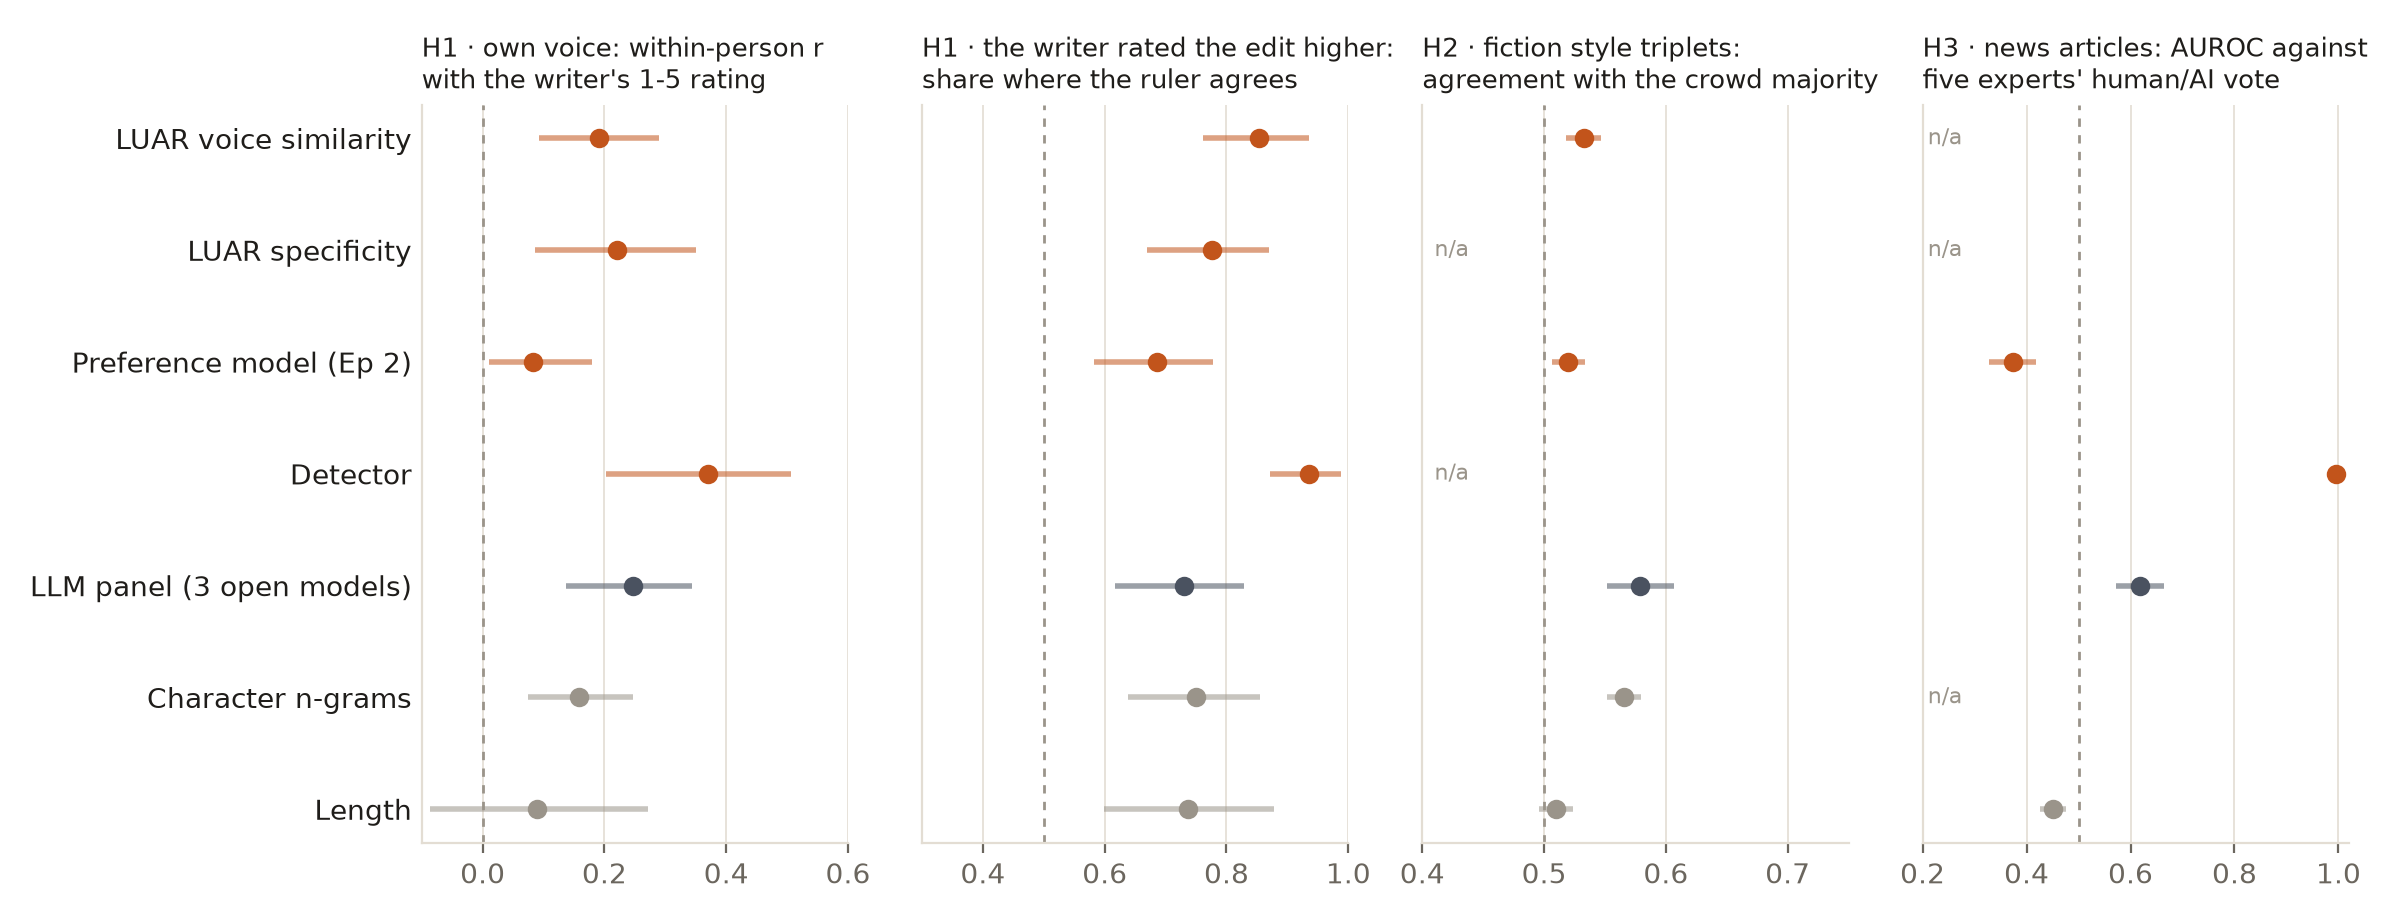 H1 · own voice: within-person r
with the writer's 1-5 rating
H1 · the writer rated the edit higher:
share where the ruler agrees
H2 · fiction style triplets:
agreement with the crowd majority
H3 · news articles: AUROC against
five experts' human/AI vote
LUAR voice similarity
n/a
LUAR specificity
n/a
n/a
Preference model (Ep 2)
Detector
n/a
LLM panel (3 open models)
Character n-grams
n/a
Length
0.0 0.2 0.4 0.6
0.4 0.6 0.8 1.0
0.4 0.5 0.6 0.7
0.2 0.4 0.6 0.8 1.0